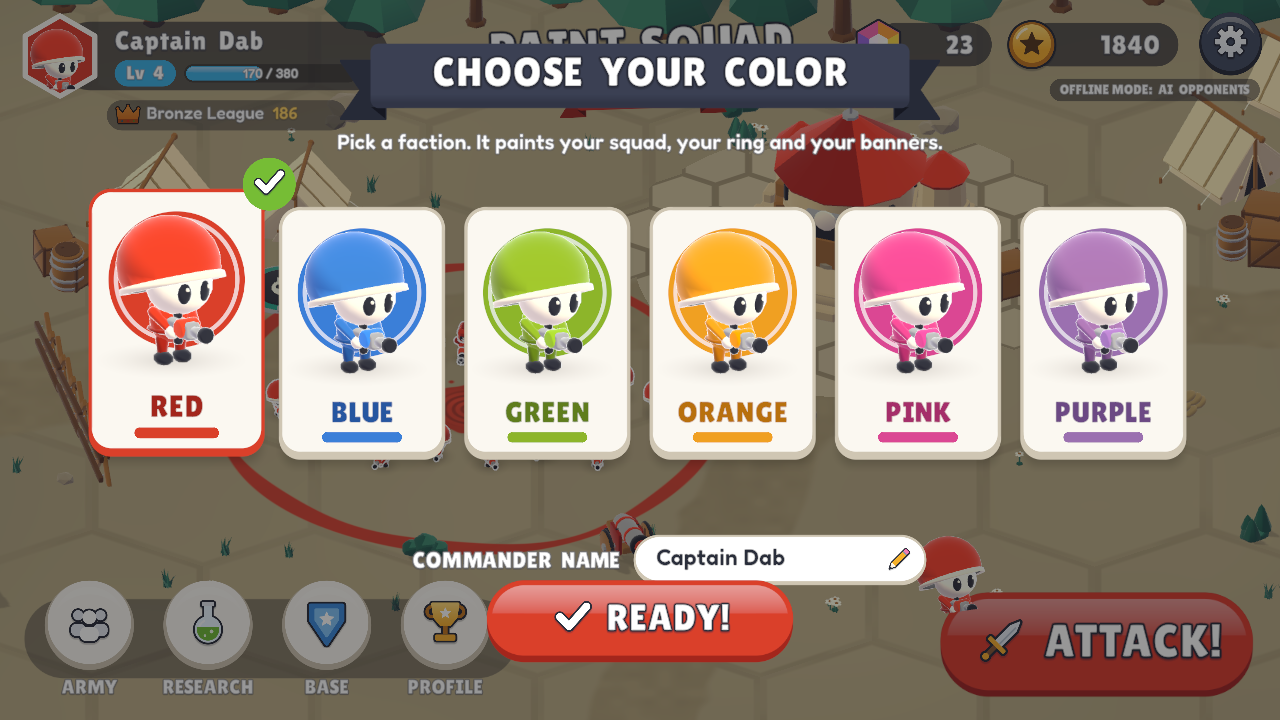 Captain Dab
Lv 4
170 / 380
Bronze League 186
PAINT SQUAD
23
1840
OFFLINE MODE: AI OPPONENTS
CHOOSE YOUR COLOR
Pick a faction. It paints your squad, your ring and your banners.
RED
BLUE
GREEN
ORANGE
PINK
PURPLE
COMMANDER NAME
Captain Dab
READY!
ATTACK!
ARMY
RESEARCH
BASE
PROFILE